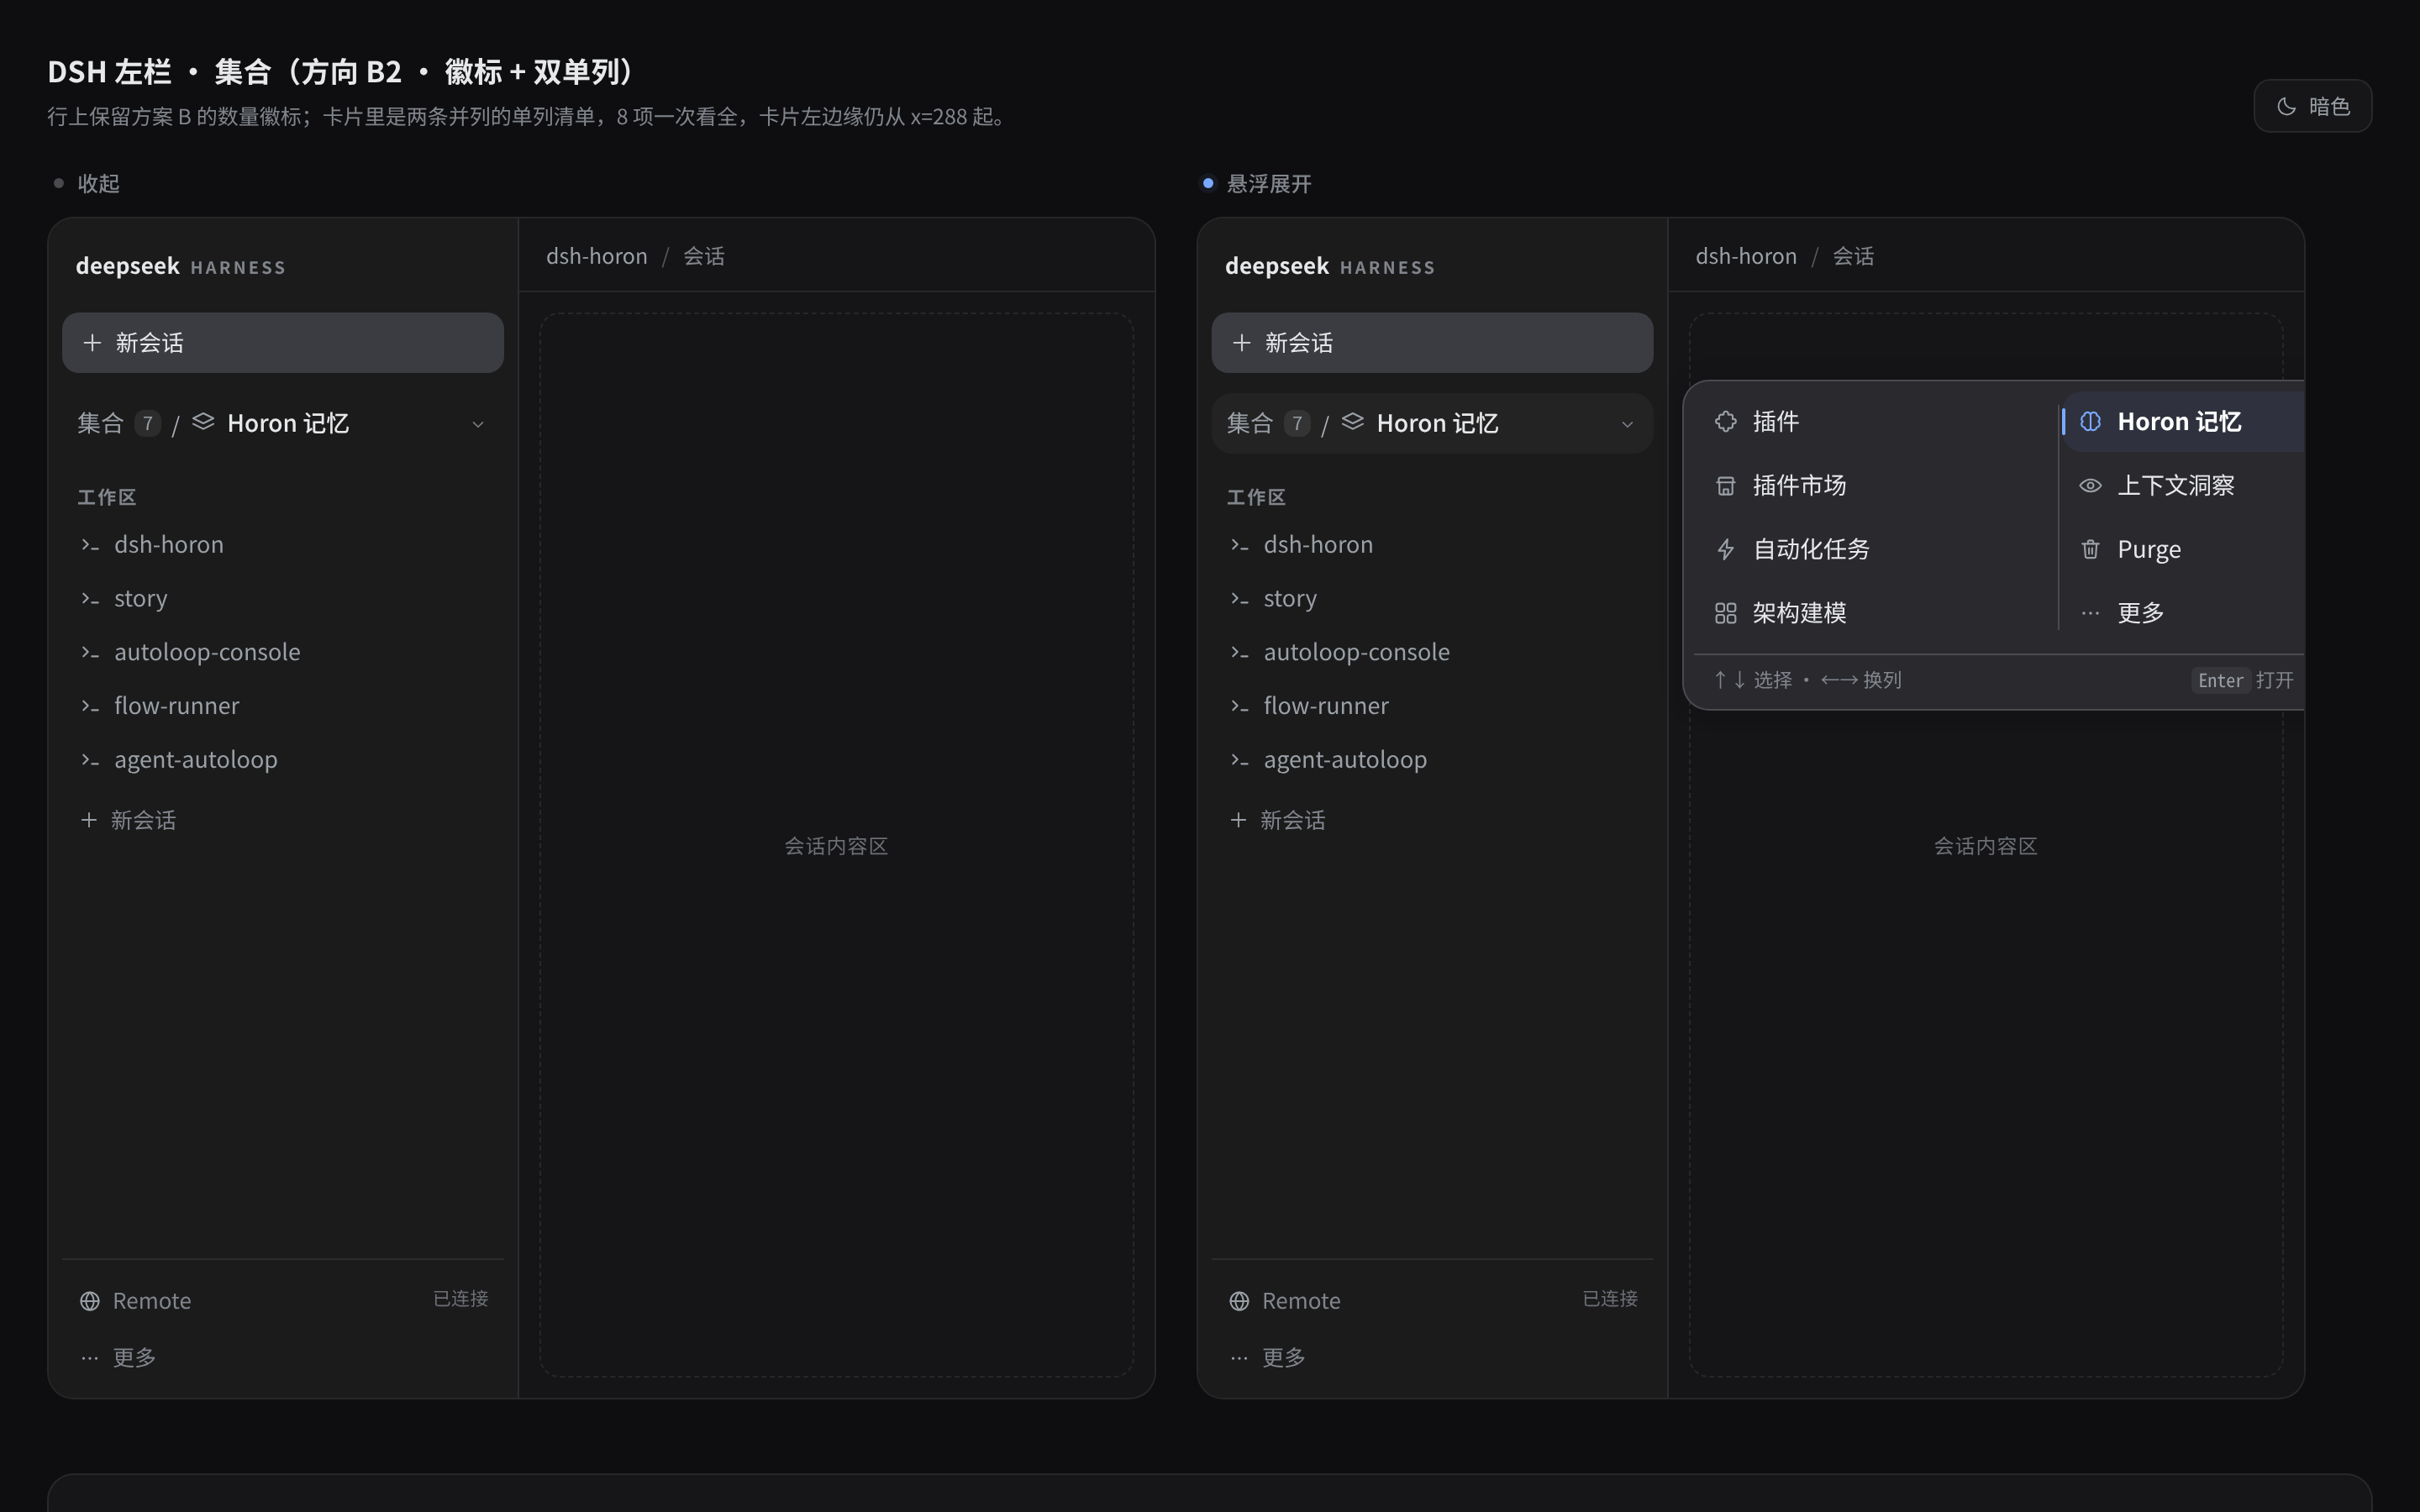 DSH 左栏 · 集合（方向 B2 · 徽标 + 双单列）
行上保留方案 B 的数量徽标；卡片里是两条并列的单列清单，8 项一次看全，卡片左边缘仍从 x=288 起。
暗色
收起
deepseek HARNESS
新会话
集合 7 / Horon 记忆
工作区
dsh-horon
story
autoloop-console
flow-runner
agent-autoloop
新会话
Remote 已连接
更多
dsh-horon / 会话
会话内容区
悬浮展开
deepseek HARNESS
新会话
集合 7 / Horon 记忆
工作区
dsh-horon
story
autoloop-console
flow-runner
agent-autoloop
新会话
Remote 已连接
更多
dsh-horon / 会话
插件
插件市场
自动化任务
架构建模
Horon 记忆
上下文洞察
Purge
更多
↑↓ 选择 · ←→ 换列
Enter 打开
会话内容区